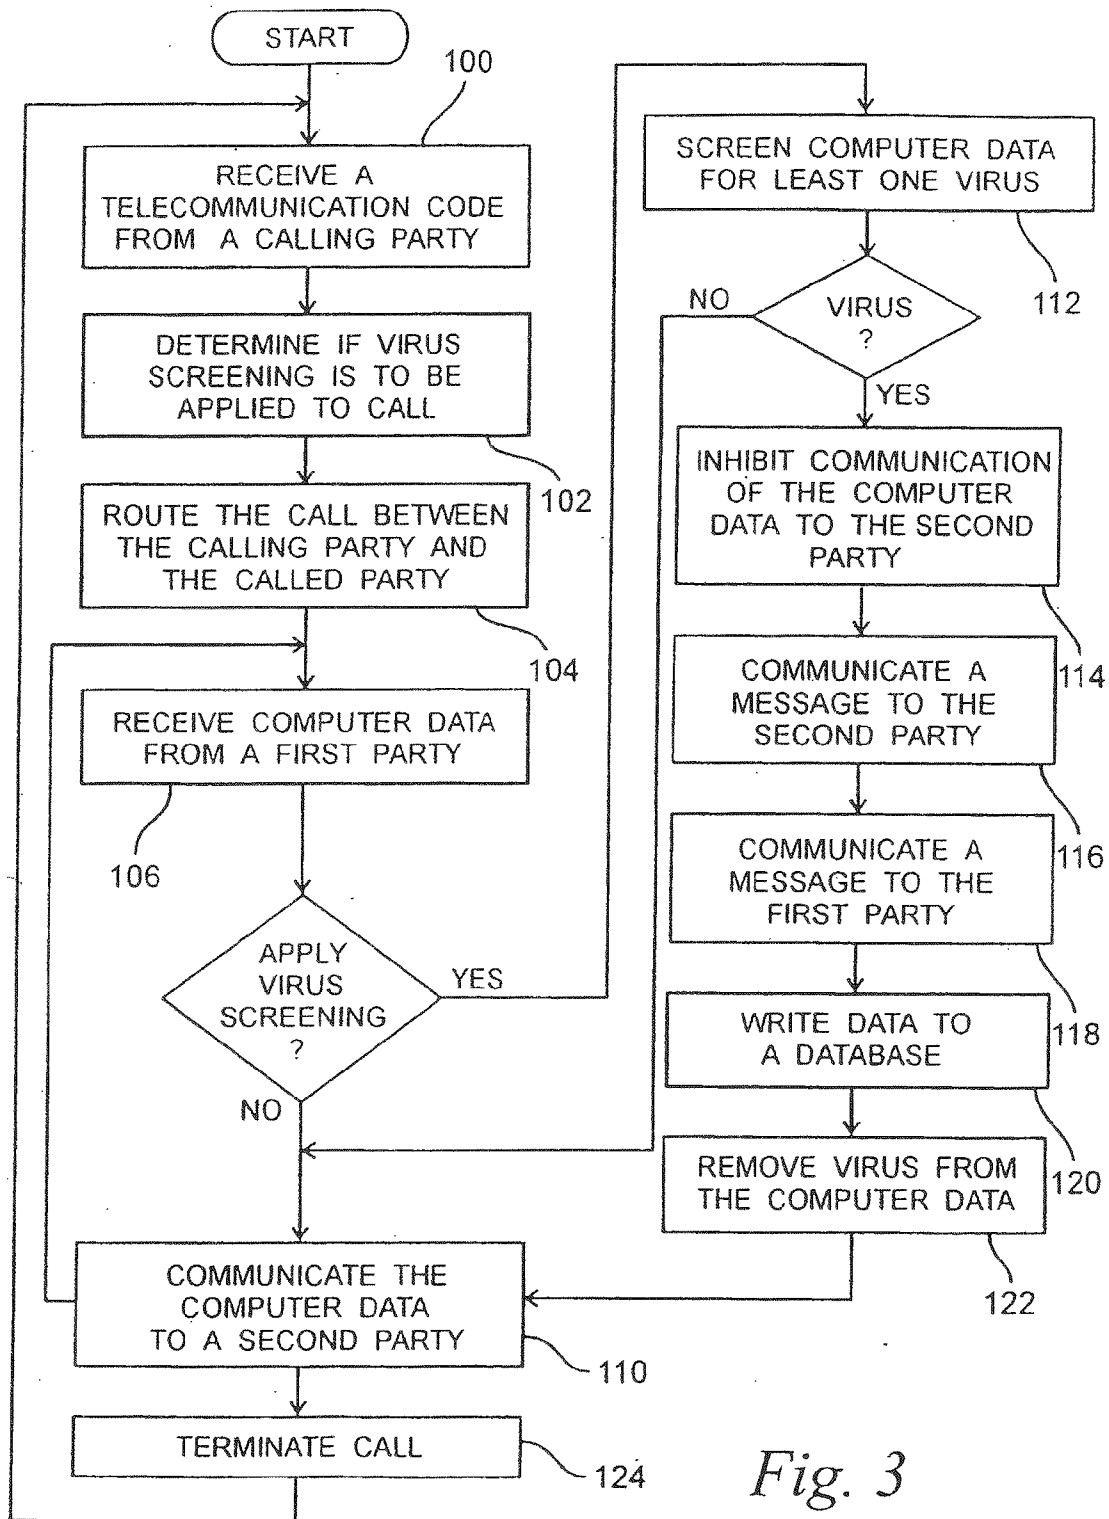 START
100
RECEIVE A
TELECOMMUNICATION CODE
FROM A CALLING PARTY
DETERMINE IF VIRUS
SCREENING IS TO BE
APPLIED TO CALL
102
ROUTE THE CALL BETWEEN
THE CALLING PARTY AND
THE CALLED PARTY
104
RECEIVE COMPUTER DATA
FROM A FIRST PARTY
106
APPLY
VIRUS
SCREENING
?
YES
NO
COMMUNICATE THE
COMPUTER DATA
TO A SECOND PARTY
110
TERMINATE CALL
124
SCREEN COMPUTER DATA
FOR LEAST ONE VIRUS
112
NO
VIRUS
?
YES
INHIBIT COMMUNICATION
OF THE COMPUTER
DATA TO THE SECOND
PARTY
114
COMMUNICATE A
MESSAGE TO THE
SECOND PARTY
116
COMMUNICATE A
MESSAGE TO THE
FIRST PARTY
118
WRITE DATA TO
A DATABASE
120
REMOVE VIRUS FROM
THE COMPUTER DATA
122
Fig. 3